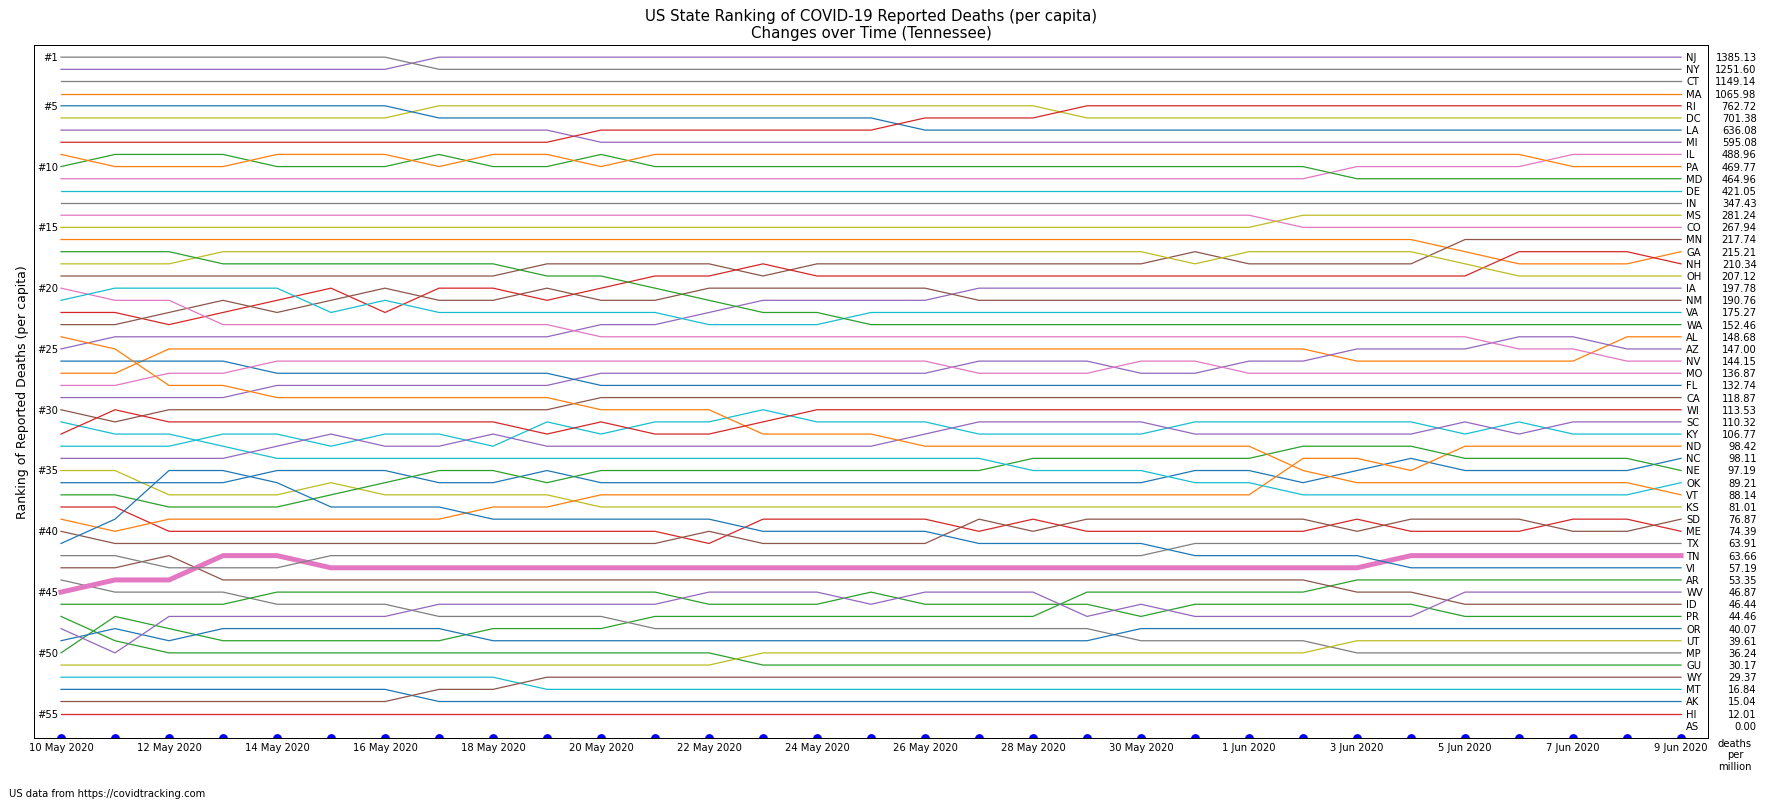 US State Ranking of COVID-19 Reported Deaths (per capita)
Changes over Time (Tennessee)
Ranking of Reported Deaths (per capita)
#1
#5
#10
#15
#20
#25
#30
#35
#40
#45
#50
#55
NJ 1385.13
NY 1251.60
CT 1149.14
MA 1065.98
RI 762.72
DC 701.38
LA 636.08
MI 595.08
IL 488.96
PA 469.77
MD 464.96
DE 421.05
IN 347.43
MS 281.24
CO 267.94
MN 217.74
GA 215.21
NH 210.34
OH 207.12
IA 197.78
NM 190.76
VA 175.27
WA 152.46
AL 148.68
AZ 147.00
NV 144.15
MO 136.87
FL 132.74
CA 118.87
WI 113.53
SC 110.32
KY 106.77
ND 98.42
NC 98.11
NE 97.19
OK 89.21
VT 88.14
KS 81.01
SD 76.87
ME 74.39
TX 63.91
TN 63.66
VI 57.19
AR 53.35
WV 46.87
ID 46.44
PR 44.46
OR 40.07
UT 39.61
MP 36.24
GU 30.17
WY 29.37
MT 16.84
AK 15.04
HI 12.01
AS 0.00
10 May 2020 12 May 2020 14 May 2020 16 May 2020 18 May 2020 20 May 2020 22 May 2020 24 May 2020 26 May 2020 28 May 2020 30 May 2020 1 Jun 2020 3 Jun 2020 5 Jun 2020 7 Jun 2020 9 Jun 2020
deaths
per
million
US data from https://covidtracking.com